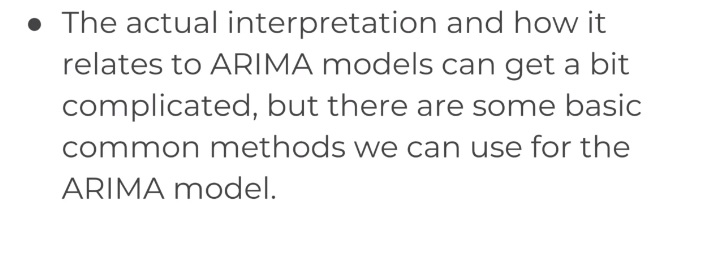 ● The actual interpretation and how it
relates to ARIMA models can get a bit
complicated, but there are some basic
common methods we can use for the
ARIMA model.